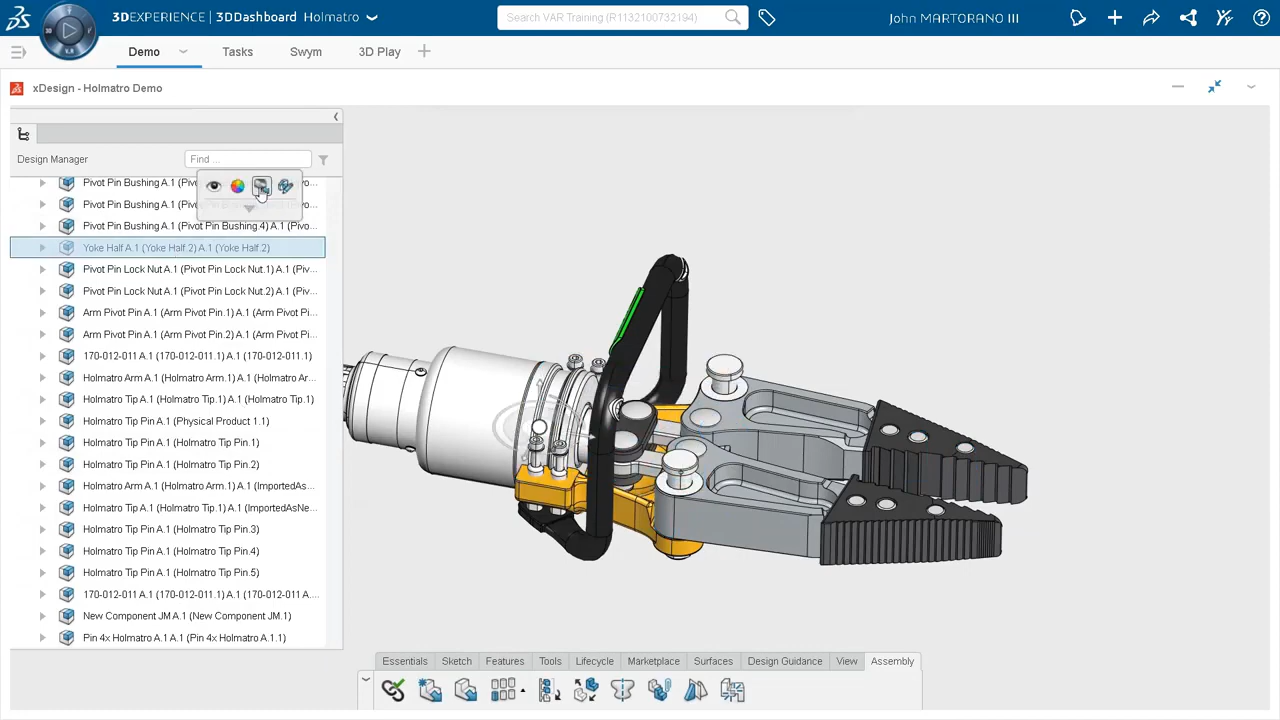 3DEXPERIENCE | 3DDashboard Holmatro
Search VAR Training (R1132100732194)
John MARTORANO III
Demo
Tasks
Swym
3D Play
xDesign - Holmatro Demo
Design Manager
Find ...
Pivot Pin Bushing A.1 (Pi
Pivot Pin Bushing A.1 (Pi
Pivot Pin Bushing A.1 (Pivot Pin Bushing.4) A.1 (Pivo...
Yoke Half A.1 (Yoke Half.2) A.1 (Yoke Half.2)
Pivot Pin Lock Nut A.1 (Pivot Pin Lock Nut.1) A.1 (Piv...
Pivot Pin Lock Nut A.1 (Pivot Pin Lock Nut.2) A.1 (Piv...
Arm Pivot Pin A.1 (Arm Pivot Pin.1) A.1 (Arm Pivot Pi...
Arm Pivot Pin A.1 (Arm Pivot Pin.2) A.1 (Arm Pivot Pi...
170-012-011 A.1 (170-012-011.1) A.1 (170-012-011.1)
Holmatro Arm A.1 (Holmatro Arm.1) A.1 (Holmatro Ar...
Holmatro Tip A.1 (Holmatro Tip.1) A.1 (Holmatro Tip.1)
Holmatro Tip Pin A.1 (Physical Product 1.1)
Holmatro Tip Pin A.1 (Holmatro Tip Pin.1)
Holmatro Tip Pin A.1 (Holmatro Tip Pin.2)
Holmatro Arm A.1 (Holmatro Arm.1) A.1 (ImportedAs...
Holmatro Tip A.1 (Holmatro Tip.1) A.1 (ImportedAsNe...
Holmatro Tip Pin A.1 (Holmatro Tip Pin.3)
Holmatro Tip Pin A.1 (Holmatro Tip Pin.4)
Holmatro Tip Pin A.1 (Holmatro Tip Pin.5)
170-012-011 A.1 (170-012-011.1) A.1 (170-012-011 A....
New Component JM A.1 (New Component JM.1)
Pin 4x Holmatro A.1 A.1 (Pin 4x Holmatro A.1.1)
Essentials
Sketch
Features
Tools
Lifecycle
Marketplace
Surfaces
Design Guidance
View
Assembly